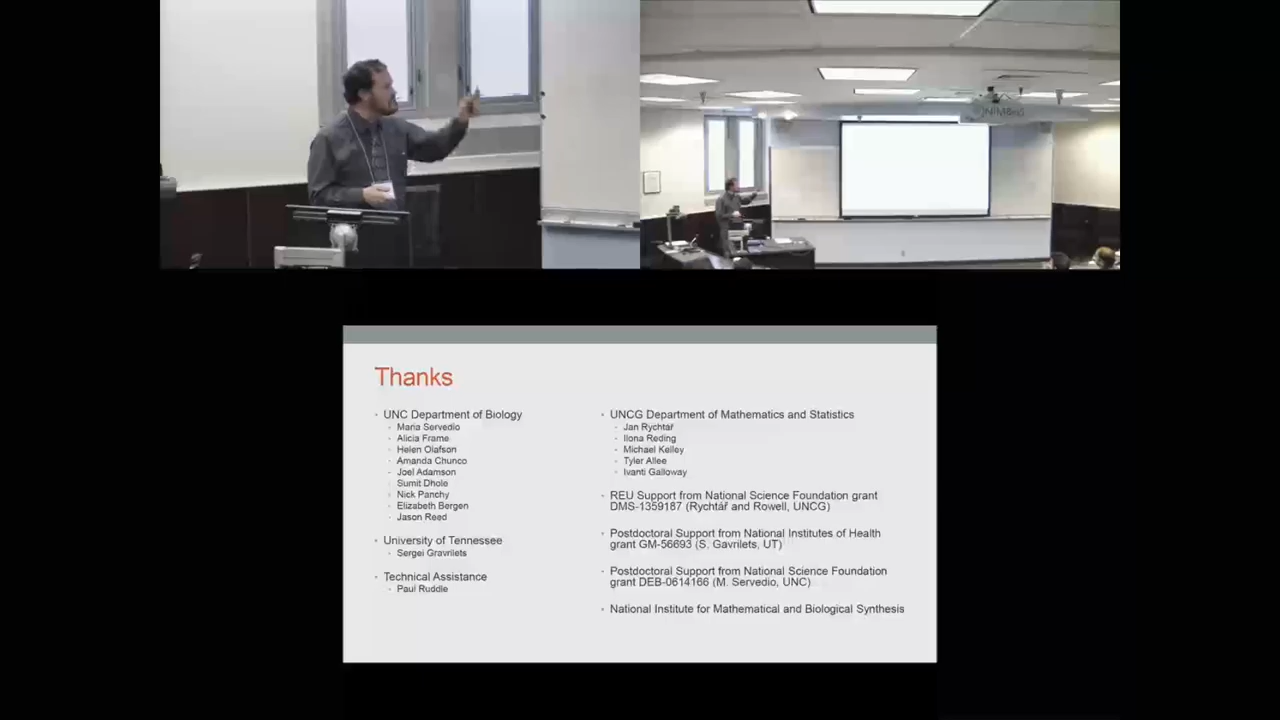 NIMBioS
Thanks
UNC Department of Biology
Maria Servedio
Alicia Frame
Helen Olafson
Amanda Chunco
Joel Adamson
Sumit Dhole
Nick Panchy
Elizabeth Bergen
Jason Reed
University of Tennessee
Sergei Gravrilets
Technical Assistance
Paul Ruddle
UNCG Department of Mathematics and Statistics
Jan Rychtář
Ilona Reding
Michael Kelley
Tyler Allee
Ivanti Galloway
REU Support from National Science Foundation grant
DMS-1359187 (Rychtář and Rowell, UNCG)
Postdoctoral Support from National Institutes of Health
grant GM-56693 (S. Gavrilets, UT)
Postdoctoral Support from National Science Foundation
grant DEB-0614166 (M. Servedio, UNC)
National Institute for Mathematical and Biological Synthesis